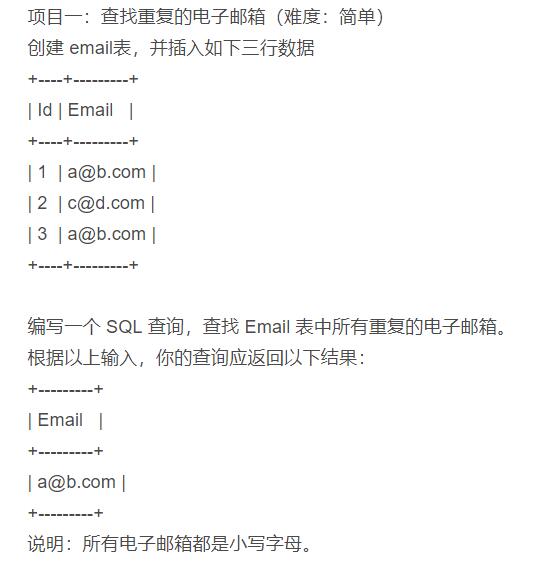 项目一：查找重复的电子邮箱（难度：简单）
创建 email表，并插入如下三行数据
+----+---------+
| Id | Email   |
+----+---------+
| 1  | a@b.com |
| 2  | c@d.com |
| 3  | a@b.com |
+----+---------+
编写一个 SQL 查询，查找 Email 表中所有重复的电子邮箱。
根据以上输入，你的查询应返回以下结果：
+---------+
| Email   |
+---------+
| a@b.com |
+---------+
说明：所有电子邮箱都是小写字母。